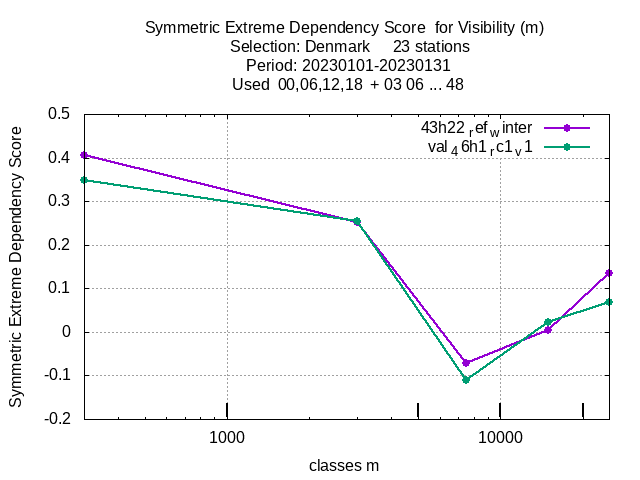 Symmetric Extreme Dependency Score  for Visibility (m)
Selection: Denmark     23 stations
Period: 20230101-20230131
Used  00,06,12,18  + 03 06 ... 48
0.5
43h22 ref winter
val 4 6h1 r c1 v 1
0.4
0.3
0.2
0.1
0
-0.1
-0.2
Symmetric Extreme Dependency Score
1000
10000
classes m